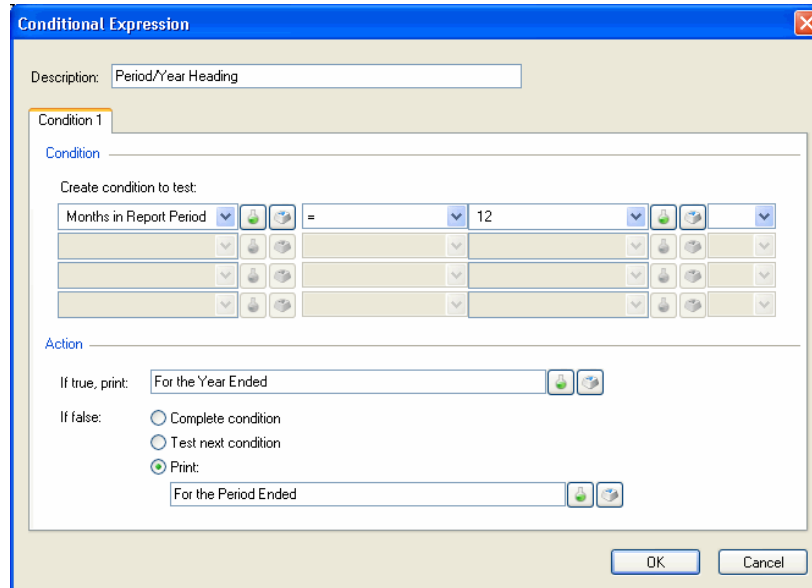 Conditional Expression
Description: Period/Year Heading
Condition 1
Condition
Create condition to test:
Months in Report Period = 12
Action
If true, print: For the Year Ended
If false: Complete condition
Test next condition
Print:
For the Period Ended
OK Cancel